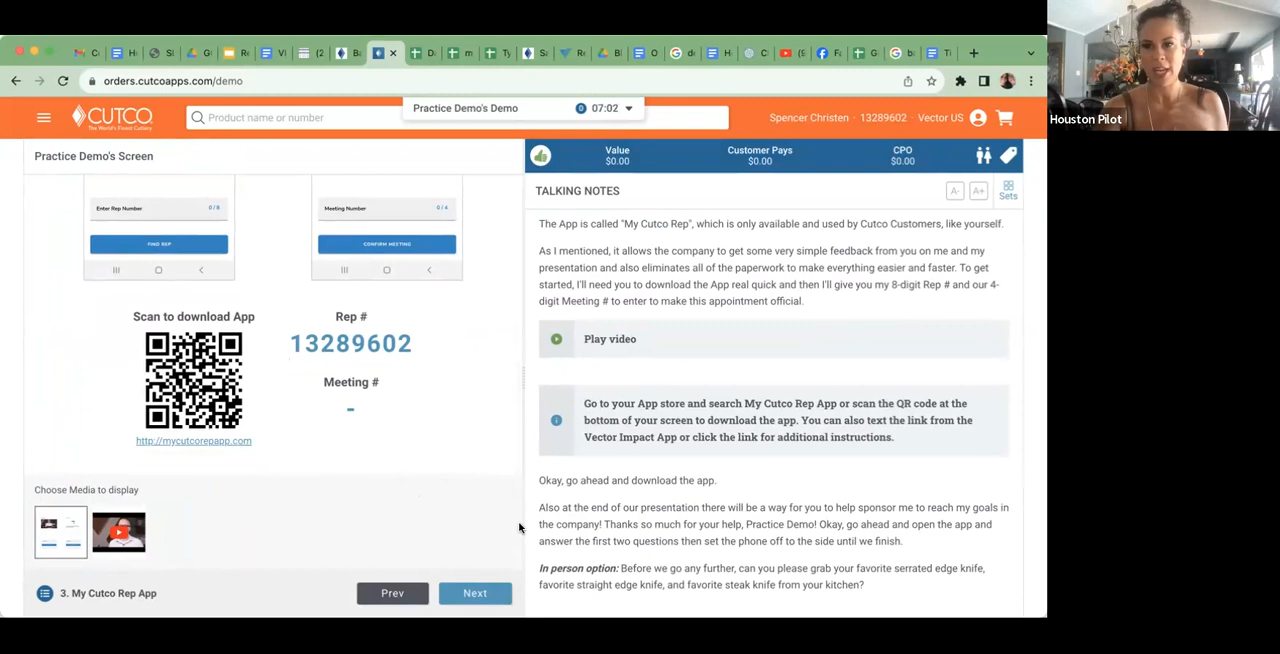 C
H
Si
G
R
V
(2
B
D
m
T
S
R
B
O
d
H
C
(9
F
G
b
Ti
orders.cutcoapps.com/demo
CUTCO
The World's Finest Cutlery
Product name or number
Practice Demo's Demo
0
07:02
Spencer Christen · 13289602 · Vector US
Houston Pilot
Practice Demo's Screen
Value
$0.00
Customer Pays
$0.00
CPO
$0.00
TALKING NOTES
A-
A+
Sets
Enter Rep Number
0 / 8
FIND REP
Meeting Number
0 / 4
CONFIRM MEETING
Scan to download App
http://mycutcorepapp.com
Rep #
13289602
Meeting #
-
The App is called "My Cutco Rep", which is only available and used by Cutco Customers, like yourself.
As I mentioned, it allows the company to get some very simple feedback from you on me and my
presentation and also eliminates all of the paperwork to make everything easier and faster. To get
started, I'll need you to download the App real quick and then I'll give you my 8-digit Rep # and our 4-
digit Meeting # to enter to make this appointment official.
Play video
Go to your App store and search My Cutco Rep App or scan the QR code at the
bottom of your screen to download the app. You can also text the link from the
Vector Impact App or click the link for additional instructions.
Okay, go ahead and download the app.
Also at the end of our presentation there will be a way for you to help sponsor me to reach my goals in
the company! Thanks so much for your help, Practice Demo! Okay, go ahead and open the app and
answer the first two questions then set the phone off to the side until we finish.
In person option: Before we go any further, can you please grab your favorite serrated edge knife,
favorite straight edge knife, and favorite steak knife from your kitchen?
Choose Media to display
3. My Cutco Rep App
Prev
Next